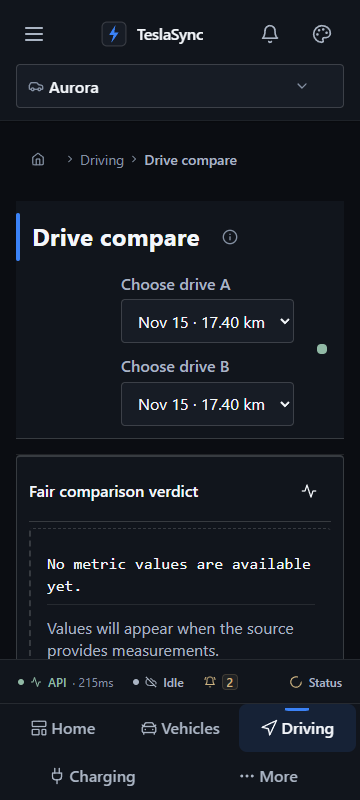 TeslaSync
Aurora
Driving
Drive compare
Drive compare
Choose drive A
Nov 15 · 17.40 km
Choose drive B
Nov 15 · 17.40 km
Fair comparison verdict
No metric values are available
yet.
Values will appear when the source
provides measurements.
API · 215ms
Idle
2
Status
Home
Vehicles
Driving
Charging
More